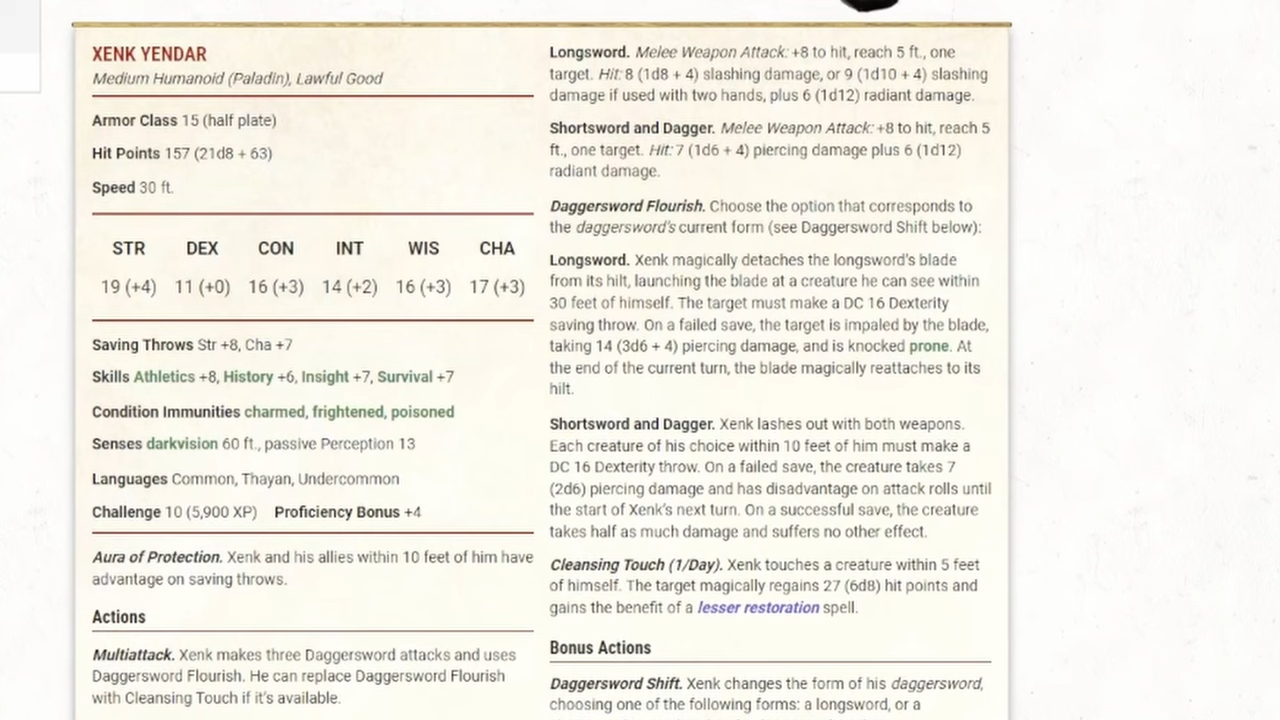 XENK YENDAR
Medium Humanoid (Paladin), Lawful Good
Armor Class 15 (half plate)
Hit Points 157 (21d8 + 63)
Speed 30 ft.
STR DEX CON INT WIS CHA
19 (+4) 11 (+0) 16 (+3) 14 (+2) 16 (+3) 17 (+3)
Saving Throws Str +8, Cha +7
Skills Athletics +8, History +6, Insight +7, Survival +7
Condition Immunities charmed, frightened, poisoned
Senses darkvision 60 ft., passive Perception 13
Languages Common, Thayan, Undercommon
Challenge 10 (5,900 XP) Proficiency Bonus +4
Aura of Protection. Xenk and his allies within 10 feet of him have
advantage on saving throws.
Actions
Multiattack. Xenk makes three Daggersword attacks and uses
Daggersword Flourish. He can replace Daggersword Flourish
with Cleansing Touch if it's available.
Longsword. Melee Weapon Attack: +8 to hit, reach 5 ft., one
target. Hit: 8 (1d8 + 4) slashing damage, or 9 (1d10 + 4) slashing
damage if used with two hands, plus 6 (1d12) radiant damage.
Shortsword and Dagger. Melee Weapon Attack: +8 to hit, reach 5
ft., one target. Hit: 7 (1d6 + 4) piercing damage plus 6 (1d12)
radiant damage.
Daggersword Flourish. Choose the option that corresponds to
the daggersword's current form (see Daggersword Shift below):
Longsword. Xenk magically detaches the longsword's blade
from its hilt, launching the blade at a creature he can see within
30 feet of himself. The target must make a DC 16 Dexterity
saving throw. On a failed save, the target is impaled by the blade,
taking 14 (3d6 + 4) piercing damage, and is knocked prone. At
the end of the current turn, the blade magically reattaches to its
hilt.
Shortsword and Dagger. Xenk lashes out with both weapons.
Each creature of his choice within 10 feet of him must make a
DC 16 Dexterity throw. On a failed save, the creature takes 7
(2d6) piercing damage and has disadvantage on attack rolls until
the start of Xenk's next turn. On a successful save, the creature
takes half as much damage and suffers no other effect.
Cleansing Touch (1/Day). Xenk touches a creature within 5 feet
of himself. The target magically regains 27 (6d8) hit points and
gains the benefit of a lesser restoration spell.
Bonus Actions
Daggersword Shift. Xenk changes the form of his daggersword,
choosing one of the following forms: a longsword, or a